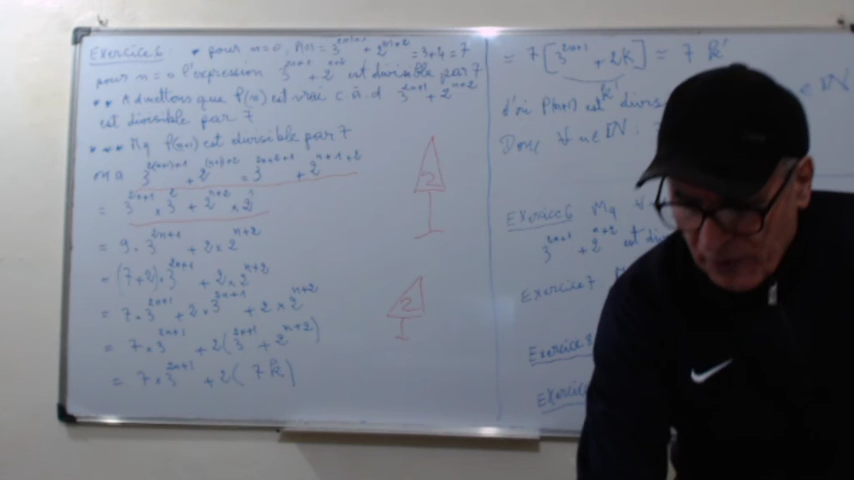 Exercice 6 : * pour n=0, P(n) = 3^{2n+1} + 2^{n+2} = 3+4 = 7
pour n=0 l'expression 3^{2n+1} + 2^{n+2} est divisible par 7
** Admettons que P(n) est vrai c à d 3^{2n+1} + 2^{n+2}
est divisible par 7
*** Mq P(n+1) est divisible par 7
on a 3^{2(n+1)+1} + 2^{(n+1)+2} = 3^{2n+2+1} + 2^{n+1+2}
= 3^{2n+1} × 3^2 + 2^{n+2} × 2
= 9 · 3^{2n+1} + 2 × 2^{n+2}
= (7+2) · 3^{2n+1} + 2 × 2^{n+2}
= 7 · 3^{2n+1} + 2 · 3^{2n+1} + 2 × 2^{n+2}
= 7 × 3^{2n+1} + 2(3^{2n+1} + 2^{n+2})
= 7 × 3^{2n+1} + 2(7k)
2
2
= 7[3^{2n+1} + 2k] = 7 k'
k'
d'où P(n+1) est divis
∈ IN
Donc ∀ n ∈ IN :
Exercice 6 Mq ∀
3^{2n+1} + 2^{n+2} est div
Exercice 7
Exercice 8
Exercice